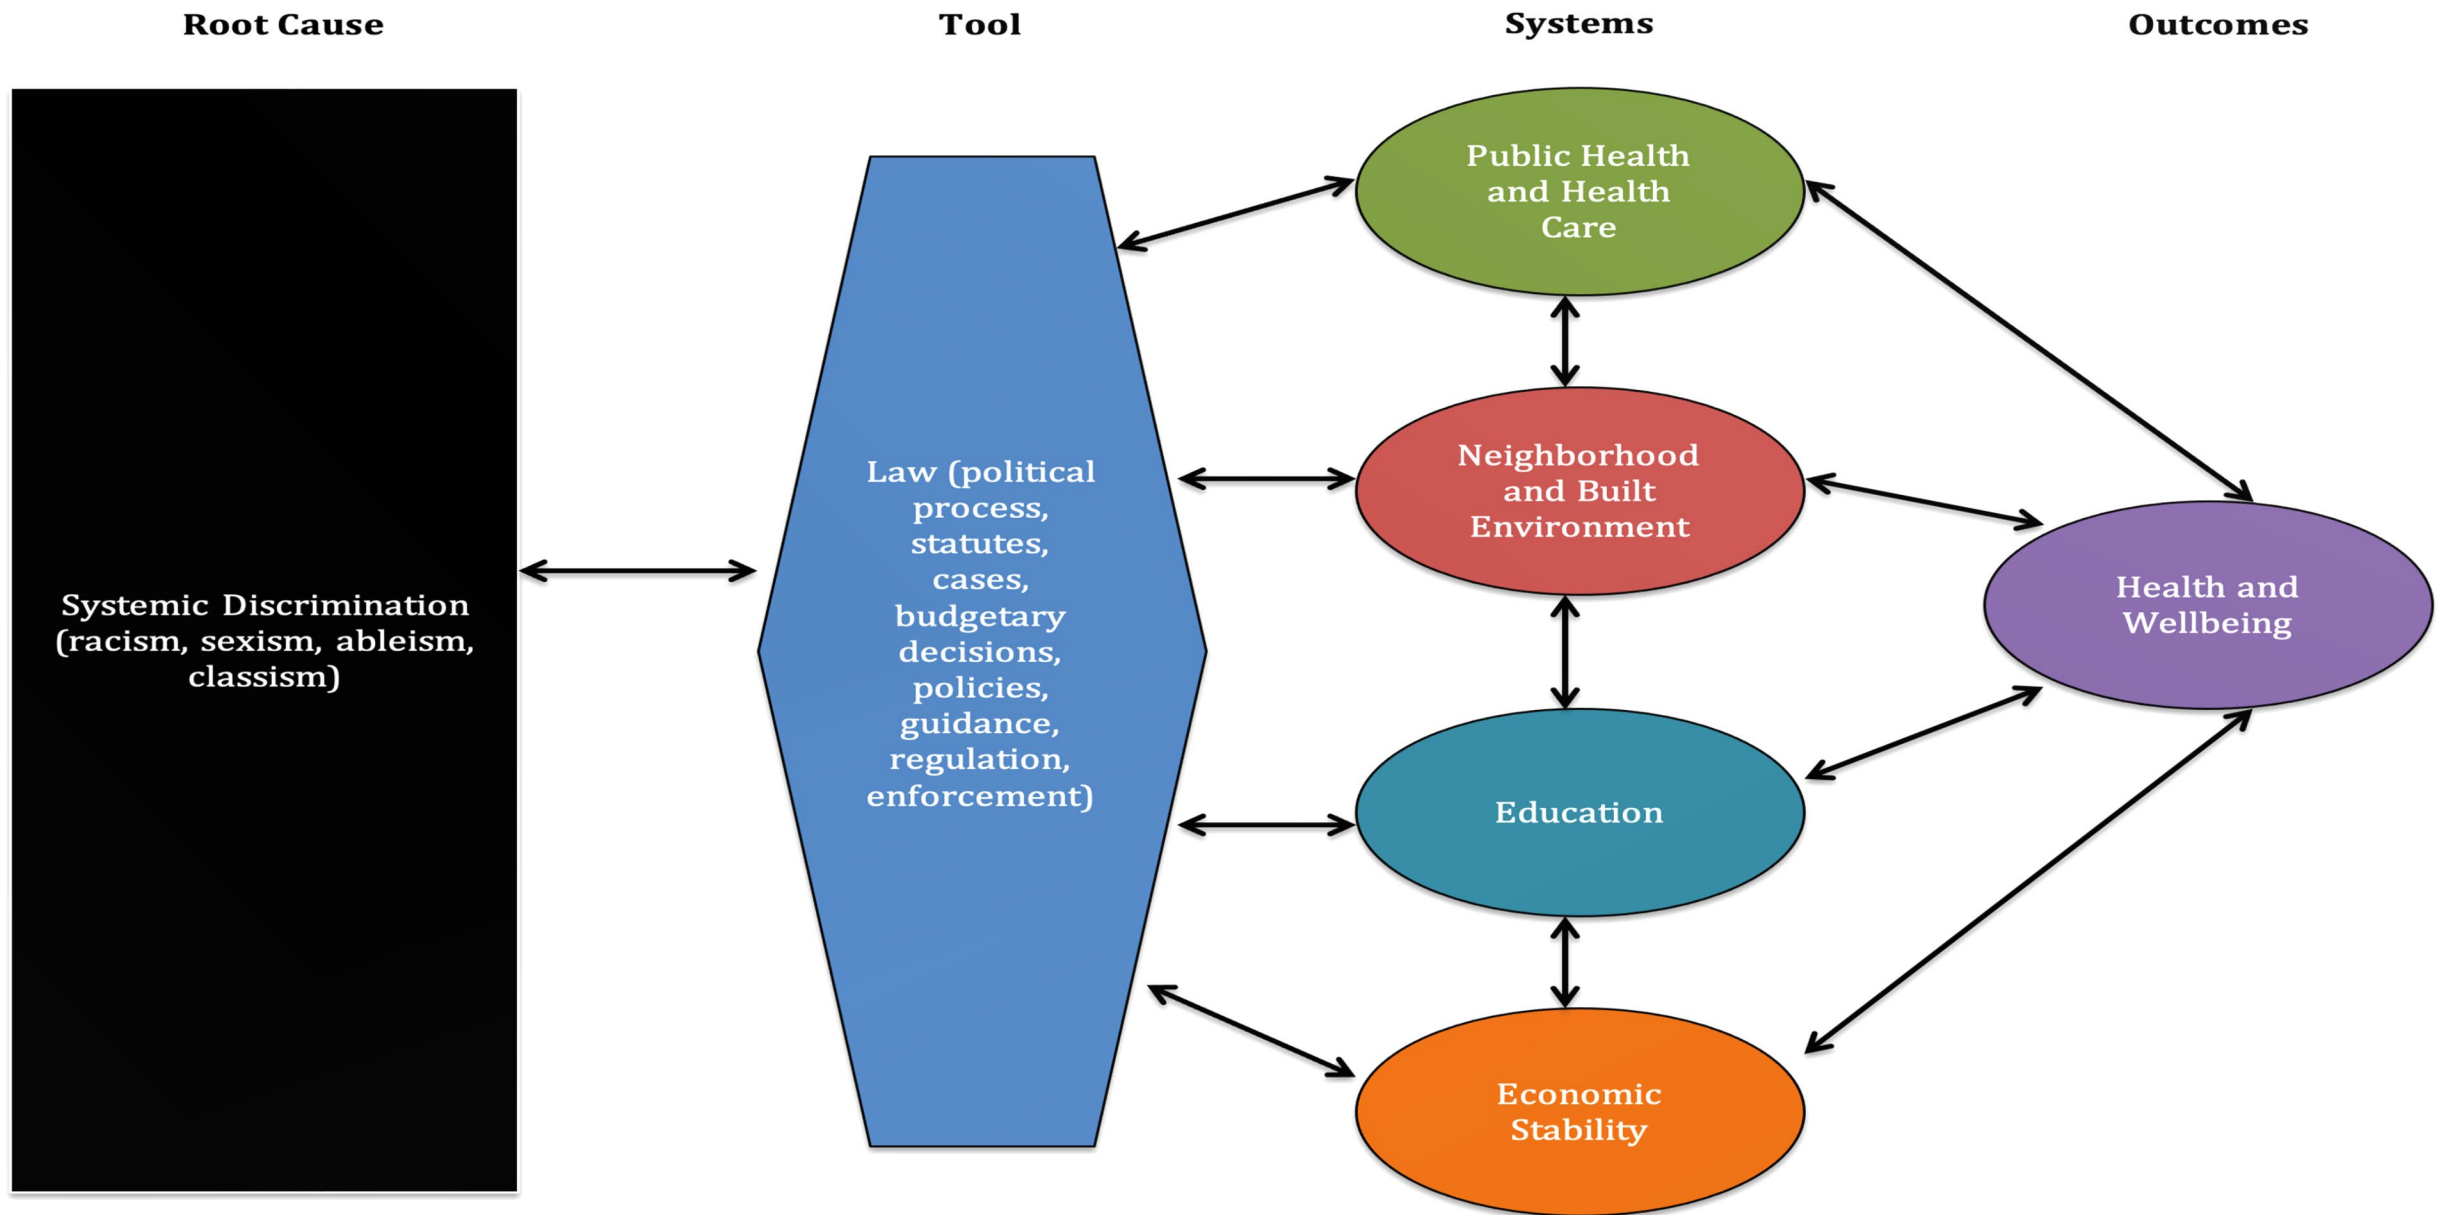 Root Cause
Tool
Systems
Outcomes
Systemic Discrimination
(racism, sexism, ableism,
classism)
Law (political
process,
statutes,
cases,
budgetary
decisions,
policies,
guidance,
regulation,
enforcement)
Public Health
and Health
Care
Neighborhood
and Built
Environment
Education
Economic
Stability
Health and
Wellbeing